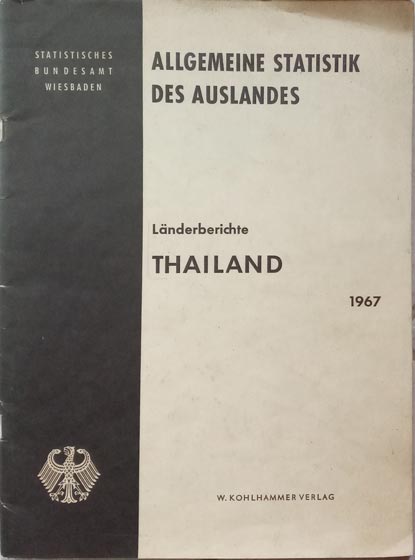 STATISTISCHES
BUNDESAMT
WIESBADEN
ALLGEMEINE STATISTIK
DES AUSLANDES
Länderberichte
THAILAND
1967
W. KOHLHAMMER VERLAG